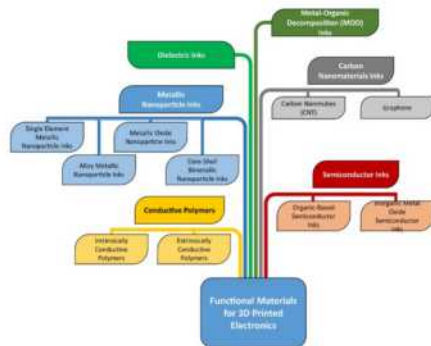 Metal-Organic
Decomposition (MOD)
Inks
Dielectric Inks
Carbon
Nanomaterials Inks
Carbon Nanotubes
(CNT)
Graphene
Metallic
Nanoparticle Inks
Single Element
Metallic
Nanoparticle Inks
Metallic Oxide
Nanoparticle Inks
Alloy Metallic
Nanoparticle Inks
Core-Shell
Bimetallic
Nanoparticle Inks
Semiconductor Inks
Organic-Based
Semiconductor
Inks
Inorganic Metal
Oxide
Semiconductor Inks
Conductive Polymers
Intrinsically
Conductive
Polymers
Extrinsically
Conductive
Polymers
Functional Materials
for 3D Printed
Electronics